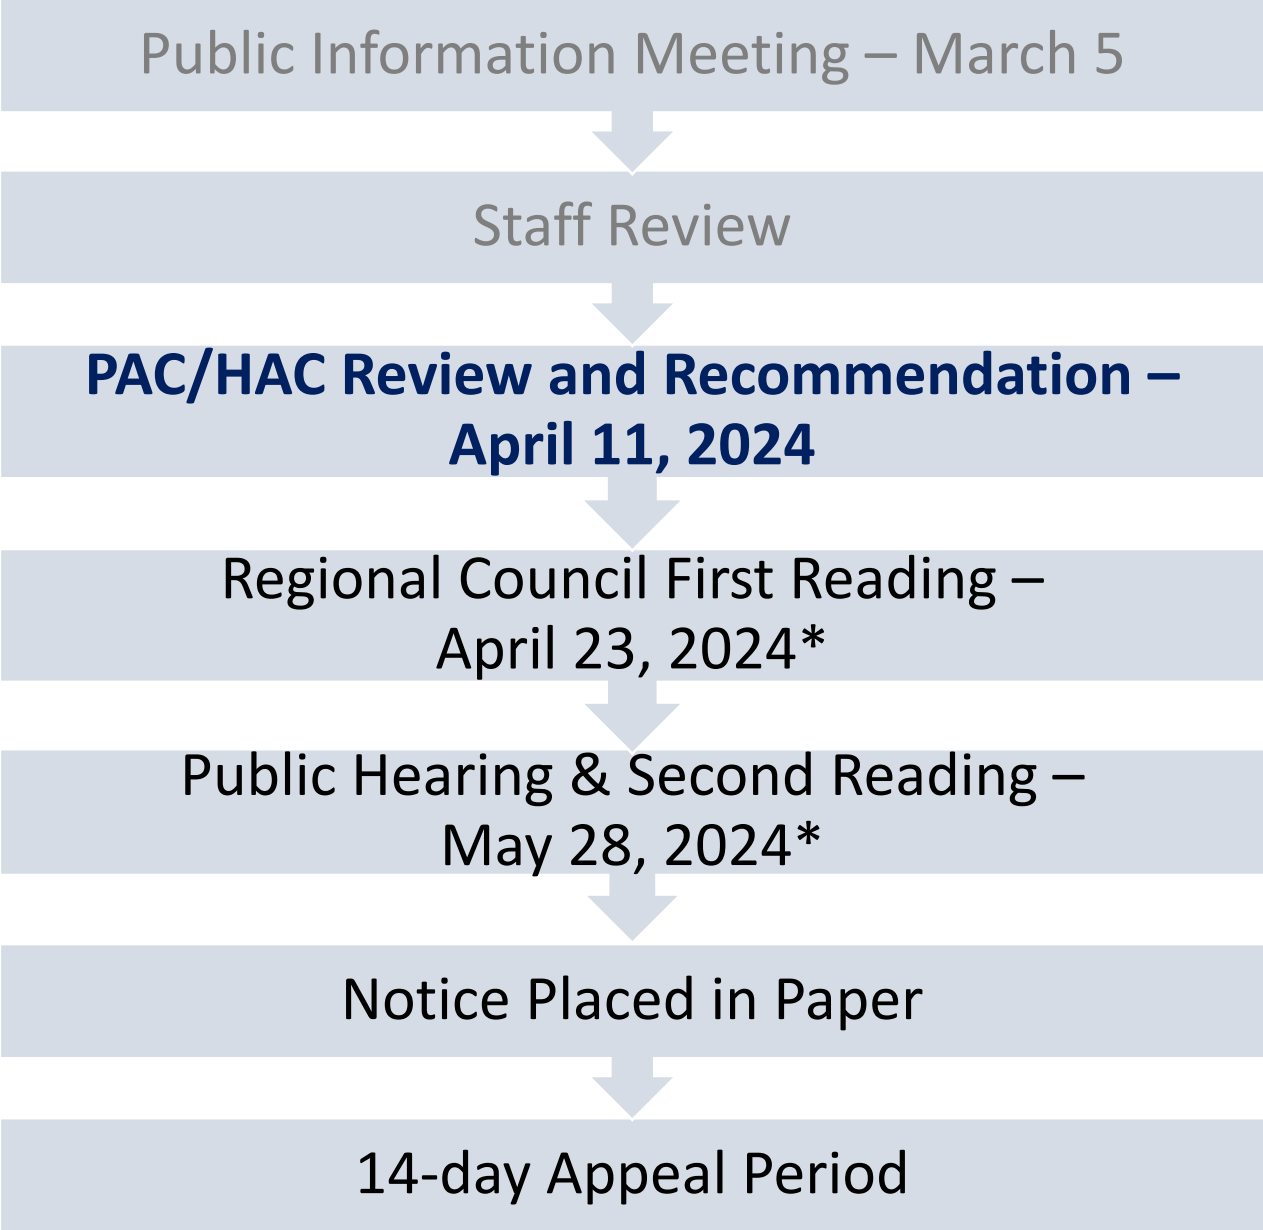 Public Information Meeting – March 5
Staff Review
PAC/HAC Review and Recommendation –
April 11, 2024
Regional Council First Reading –
April 23, 2024*
Public Hearing & Second Reading –
May 28, 2024*
Notice Placed in Paper
14-day Appeal Period